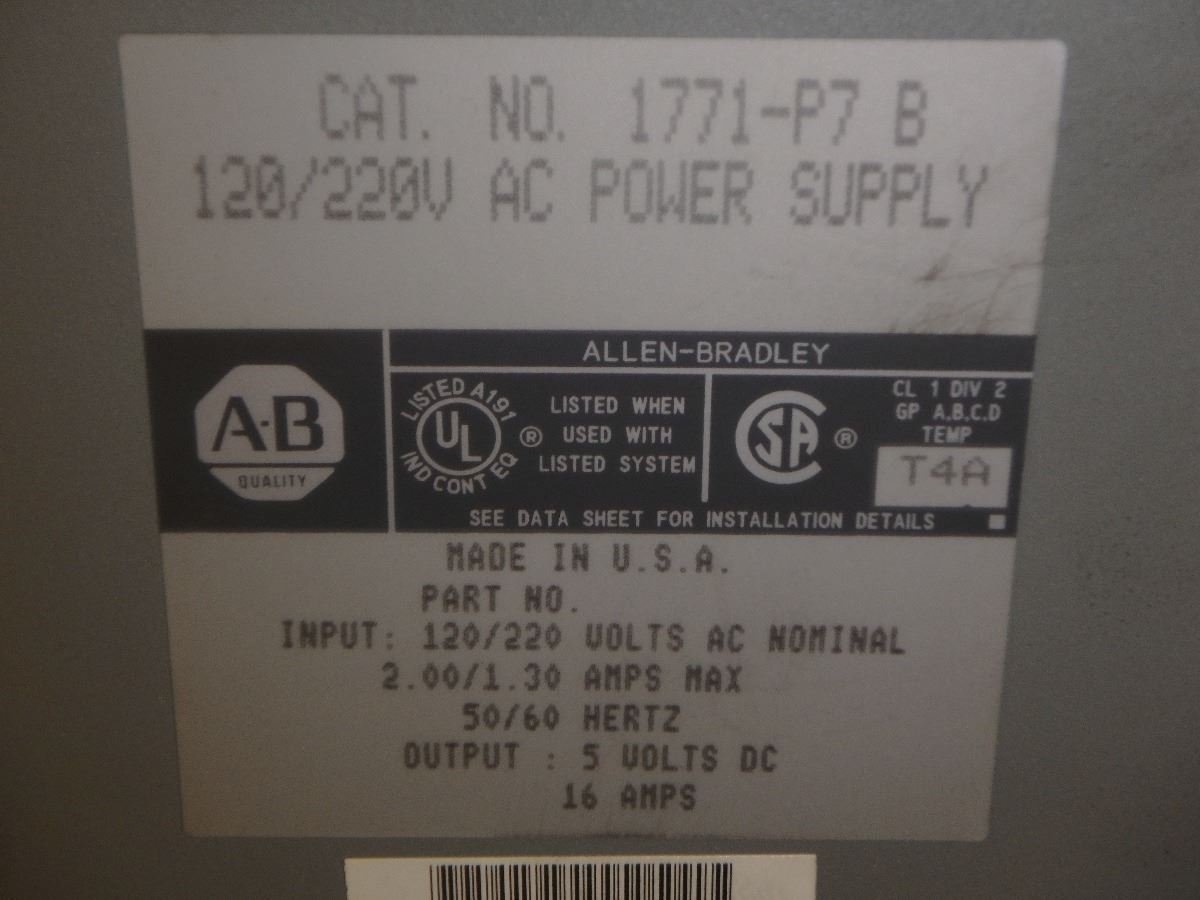 CAT. NO. 1771-P7 B
120/220V AC POWER SUPPLY
ALLEN-BRADLEY
A-B
QUALITY
LISTED A191
UL
IND CONT EQ
®
LISTED WHEN
USED WITH
LISTED SYSTEM
CSA
®
CL 1 DIV 2
GP A,B,C,D
TEMP
T4A
SEE DATA SHEET FOR INSTALLATION DETAILS
MADE IN U.S.A.
PART NO.
INPUT: 120/220 VOLTS AC NOMINAL
2.00/1.30 AMPS MAX
50/60 HERTZ
OUTPUT : 5 VOLTS DC
16 AMPS